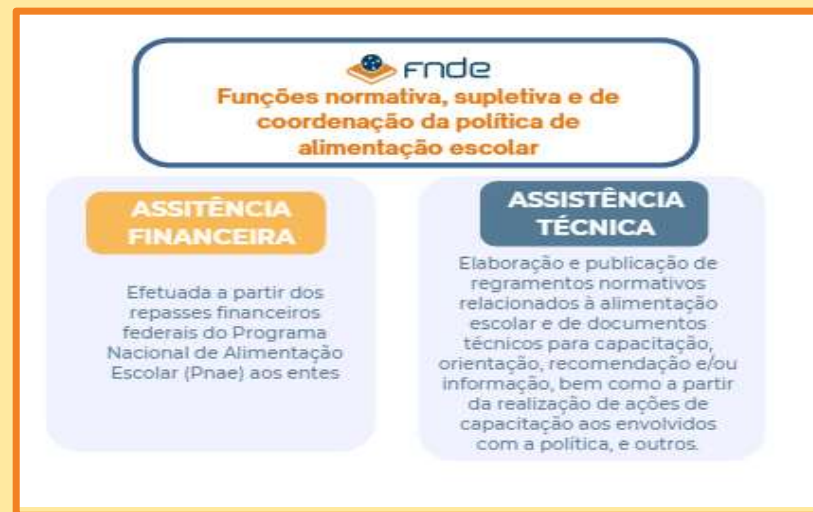 fnde
Funções normativa, supletiva e de
coordenação da política de
alimentação escolar
ASSITÊNCIA
FINANCEIRA
Efetuada a partir dos
repasses financeiros
federais do Programa
Nacional de Alimentação
Escolar (Pnae) aos entes
ASSISTÊNCIA
TÉCNICA
Elaboração e publicação de
regramentos normativos
relacionados à alimentação
escolar e de documentos
técnicos para capacitação,
orientação, recomendação e/ou
informação, bem como a partir
da realização de ações de
capacitação aos envolvidos
com a política, e outros.